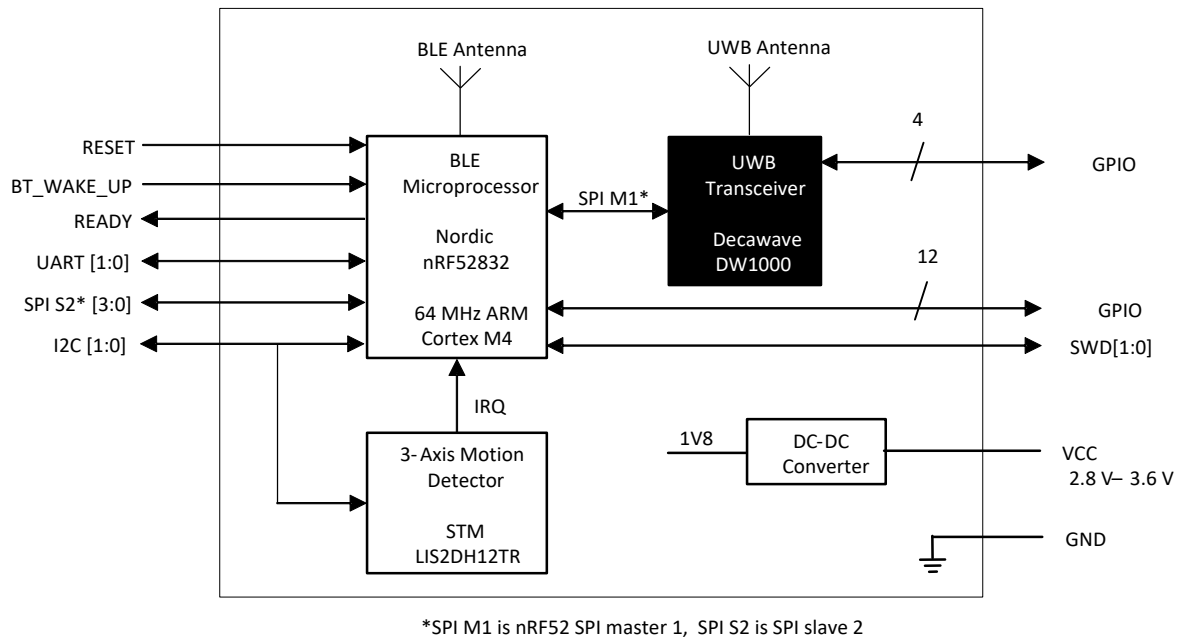 BLE Antenna
UWB Antenna
RESET
BT_WAKE_UP
READY
UART [1:0]
SPI S2* [3:0]
I2C [1:0]
BLE
Microprocessor
Nordic
nRF52832
64 MHz ARM
Cortex M4
SPI M1*
UWB
Transceiver
Decawave
DW1000
4
GPIO
12
GPIO
SWD[1:0]
IRQ
3-Axis Motion
Detector
STM
LIS2DH12TR
1V8
DC-DC
Converter
VCC
2.8 V– 3.6 V
GND
*SPI M1 is nRF52 SPI master 1, SPI S2 is SPI slave 2